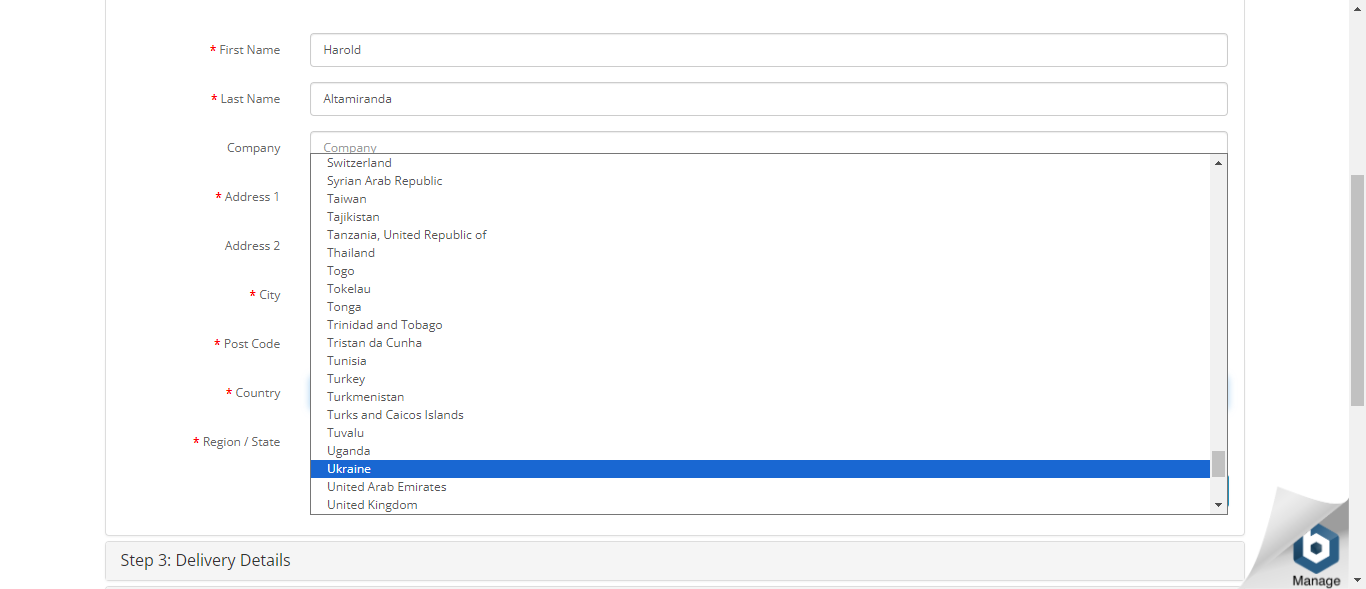 * First Name
Harold
* Last Name
Altamiranda
Company
Company
Switzerland
Syrian Arab Republic
* Address 1
Taiwan
Tajikistan
Tanzania, United Republic of
Address 2
Thailand
Togo
Tokelau
* City
Tonga
Trinidad and Tobago
* Post Code
Tristan da Cunha
Tunisia
Turkey
* Country
Turkmenistan
Turks and Caicos Islands
Tuvalu
* Region / State
Uganda
Ukraine
United Arab Emirates
United Kingdom
Step 3: Delivery Details
b
Manage